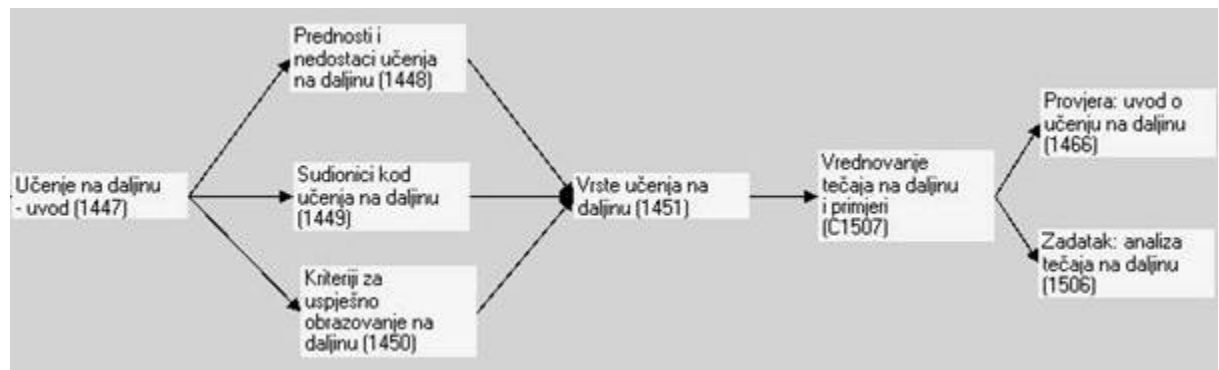 Učenje na daljinu
- uvod (1447)
Prednosti i
nedostaci učenja
na daljinu (1448)
Sudionici kod
učenja na daljinu
(1449)
Kriteriji za
uspješno
obrazovanje na
daljinu (1450)
Vrste učenja na
daljinu (1451)
Vrednovanje
tečaja na daljinu
i primjeri
(C1507)
Provjera: uvod o
učenju na daljinu
(1466)
Zadatak: analiza
tečaja na daljinu
(1506)